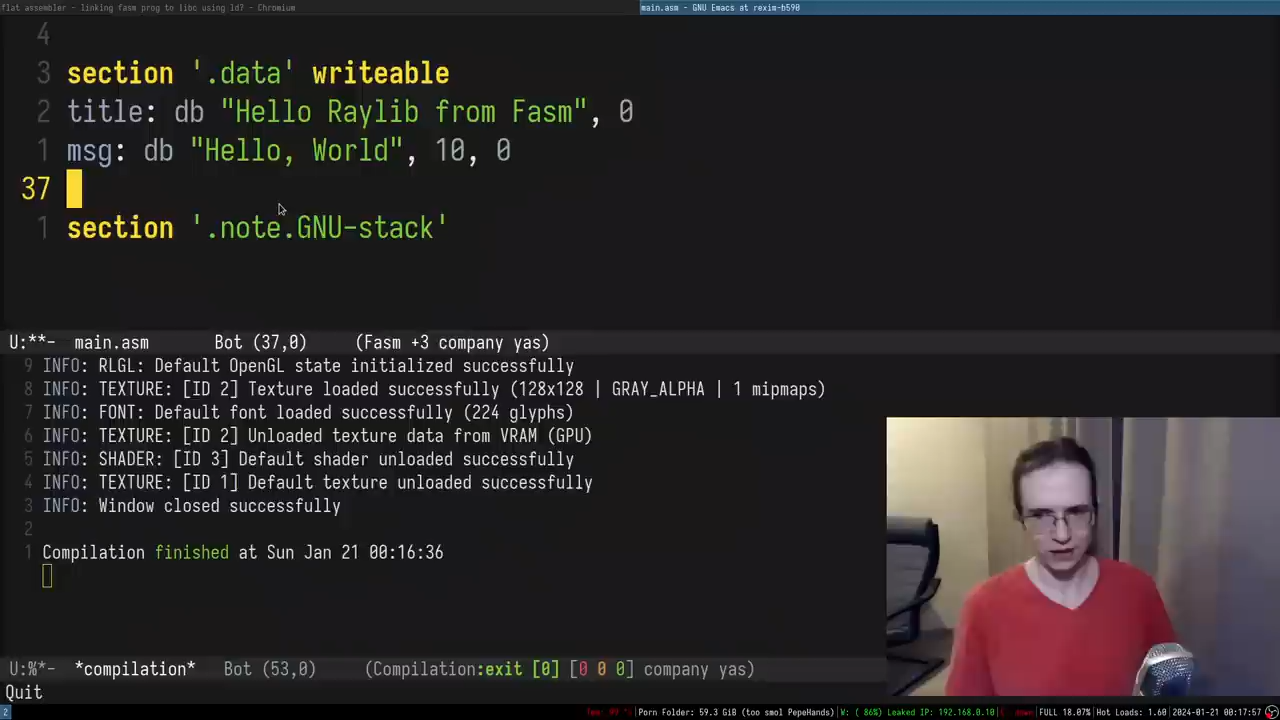 flat assembler - linking fasm prog to libc using ld? - Chromium
main.asm - GNU Emacs at rexim-b590
4
3 section '.data' writeable
2 title: db "Hello Raylib from Fasm", 0
1 msg: db "Hello, World", 10, 0
37
1 section '.note.GNU-stack'
U:**- main.asm Bot (37,0) (Fasm +3 company yas)
9 INFO: RLGL: Default OpenGL state initialized successfully
8 INFO: TEXTURE: [ID 2] Texture loaded successfully (128x128 | GRAY_ALPHA | 1 mipmaps)
7 INFO: FONT: Default font loaded successfully (224 glyphs)
6 INFO: TEXTURE: [ID 2] Unloaded texture data from VRAM (GPU)
5 INFO: SHADER: [ID 3] Default shader unloaded successfully
4 INFO: TEXTURE: [ID 1] Default texture unloaded successfully
3 INFO: Window closed successfully
2
1 Compilation finished at Sun Jan 21 00:16:36
U:%*- *compilation* Bot (53,0) (Compilation:exit [0] [0 0 0] company yas)
Quit
2 |Porn Folder: 59.3 GiB (too smol PepeHands)|W: ( 86%) Leaked IP: 192.168.0.10| down|FULL 18.07%|Hot Loads: 1.60|2024-01-21 00:17:57